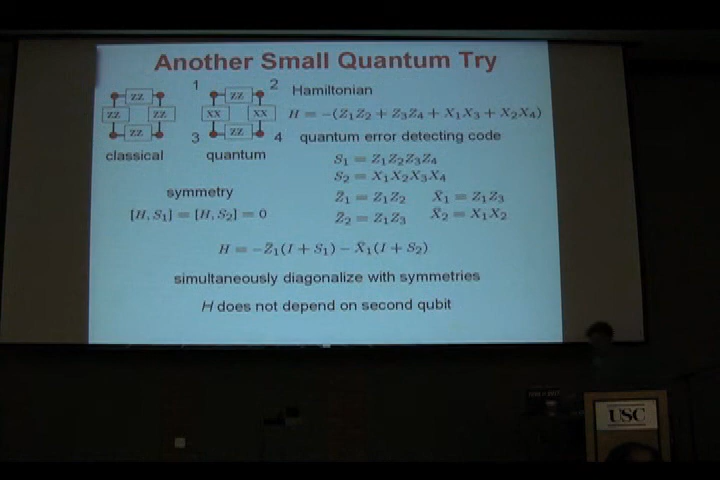 Another Small Quantum Try
1 2
ZZ ZZ
ZZ ZZ XX XX
ZZ ZZ
3 4
classical quantum
Hamiltonian
H = −(Z₁Z₂ + Z₃Z₄ + X₁X₃ + X₂X₄)
quantum error detecting code
S₁ = Z₁Z₂Z₃Z₄
S₂ = X₁X₂X₃X₄
Z̄₁ = Z₁Z₂ X̄₁ = Z₁Z₃
Z̄₂ = Z₁Z₃ X̄₂ = X₁X₂
symmetry
[H, S₁] = [H, S₂] = 0
H = −Z̄₁(I + S₁) − X̄₁(I + S₂)
simultaneously diagonalize with symmetries
H does not depend on second qubit
USC